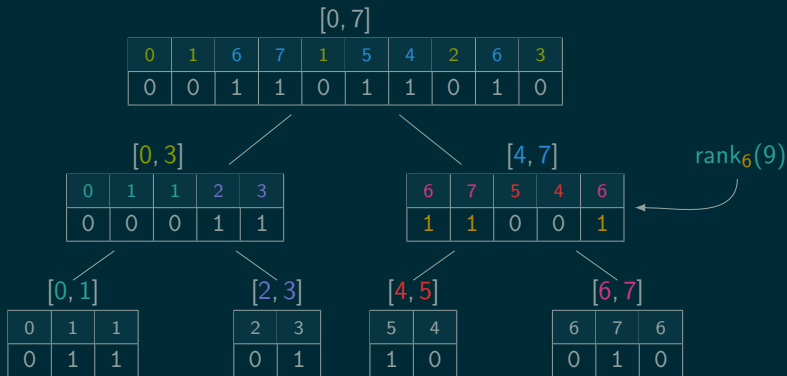 [0, 7]
0 1 6 7 1 5 4 2 6 3
0 0 1 1 0 1 1 0 1 0
[0, 3] [4, 7] rank₆(9)
0 1 1 2 3 6 7 5 4 6
0 0 0 1 1 1 1 0 0 1
[0, 1] [2, 3] [4, 5] [6, 7]
0 1 1 2 3 5 4 6 7 6
0 1 1 0 1 1 0 0 1 0